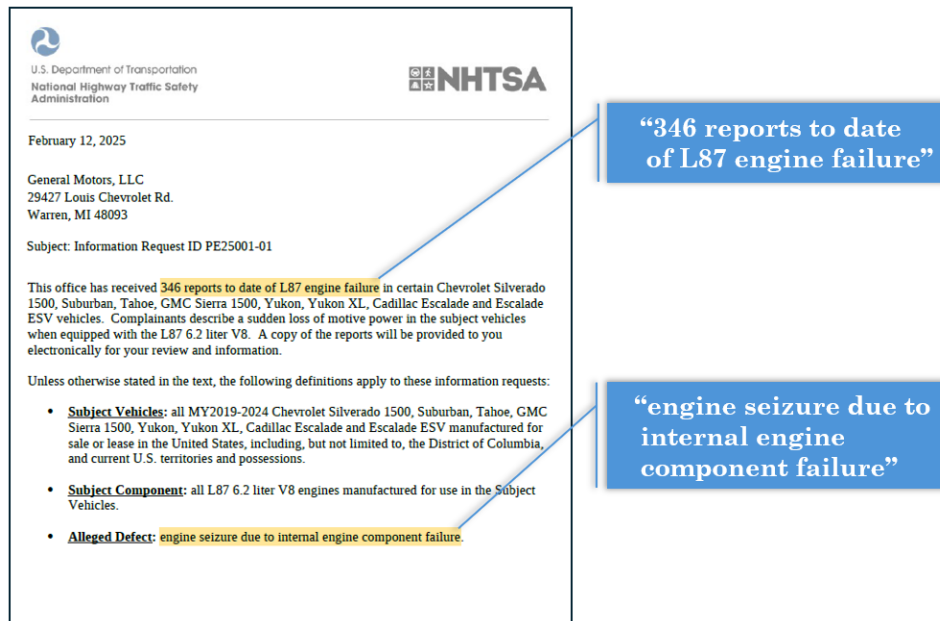 U.S. Department of Transportation
National Highway Traffic Safety
Administration
NHTSA
February 12, 2025
General Motors, LLC
29427 Louis Chevrolet Rd.
Warren, MI 48093
Subject: Information Request ID PE25001-01
This office has received 346 reports to date of L87 engine failure in certain Chevrolet Silverado
1500, Suburban, Tahoe, GMC Sierra 1500, Yukon, Yukon XL, Cadillac Escalade and Escalade
ESV vehicles. Complainants describe a sudden loss of motive power in the subject vehicles
when equipped with the L87 6.2 liter V8. A copy of the reports will be provided to you
electronically for your review and information.
Unless otherwise stated in the text, the following definitions apply to these information requests:
• Subject Vehicles: all MY2019-2024 Chevrolet Silverado 1500, Suburban, Tahoe, GMC
Sierra 1500, Yukon, Yukon XL, Cadillac Escalade and Escalade ESV manufactured for
sale or lease in the United States, including, but not limited to, the District of Columbia,
and current U.S. territories and possessions.
• Subject Component: all L87 6.2 liter V8 engines manufactured for use in the Subject
Vehicles.
• Alleged Defect: engine seizure due to internal engine component failure.
“346 reports to date
of L87 engine failure”
“engine seizure due to
internal engine
component failure”